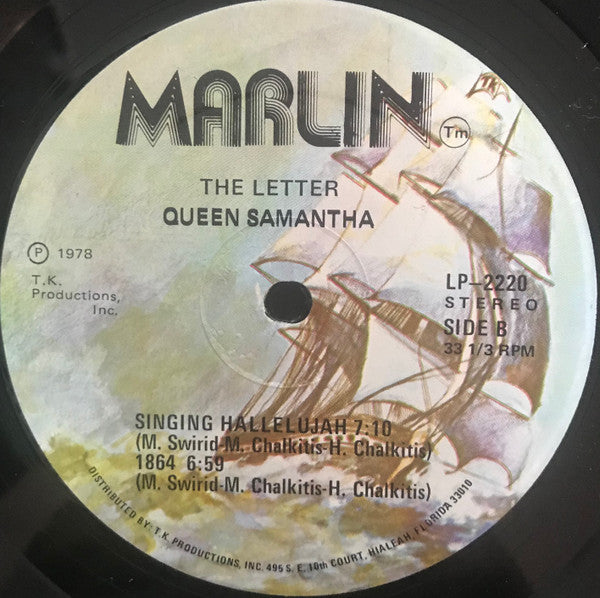 MARLIN Tm
THE LETTER
QUEEN SAMANTHA
℗ 1978
T.K.
Productions,
Inc.
LP-2220
STEREO
SIDE B
33 1/3 RPM
SINGING HALLELUJAH 7:10
(M. Swirid-M. Chalkitis-H. Chalkitis)
1864 6:59
(M. Swirid-M. Chalkitis-H. Chalkitis)
DISTRIBUTED BY: T.K. PRODUCTIONS, INC. 495 S. E. 10th COURT, HIALEAH, FLORIDA 33010